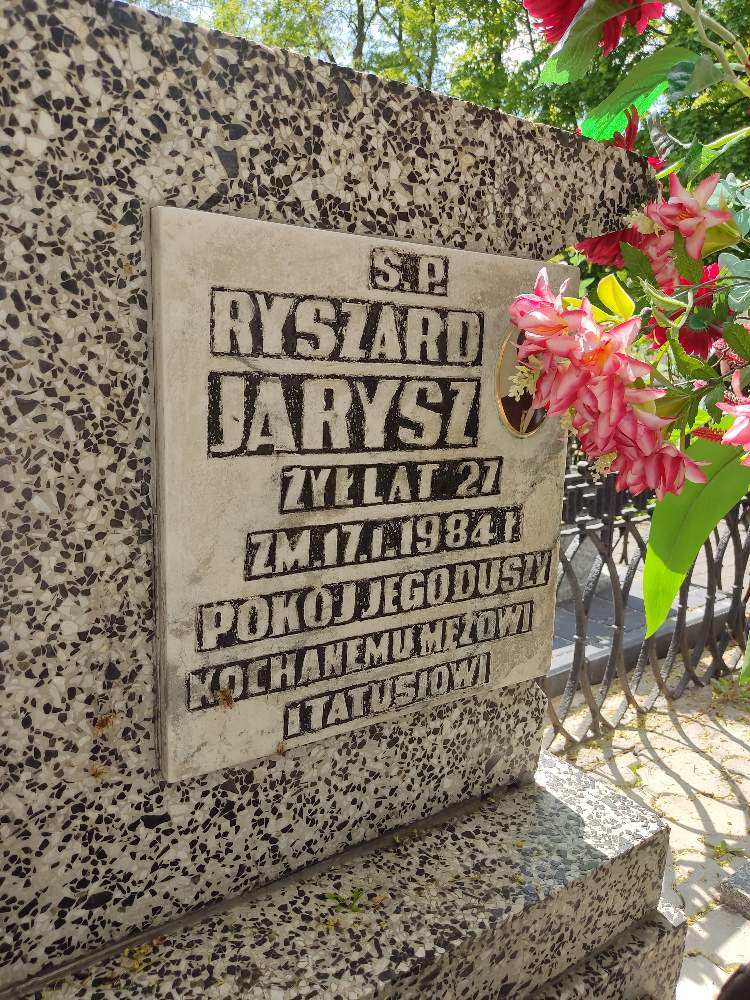 Ś. P.
RYSZARD
JARYSZ
ŻYŁ LAT 27
ZM. 17. I. 1984 r.
POKÓJ JEGO DUSZY
KOCHANEMU MĘŻOWI
I TATUSIOWI